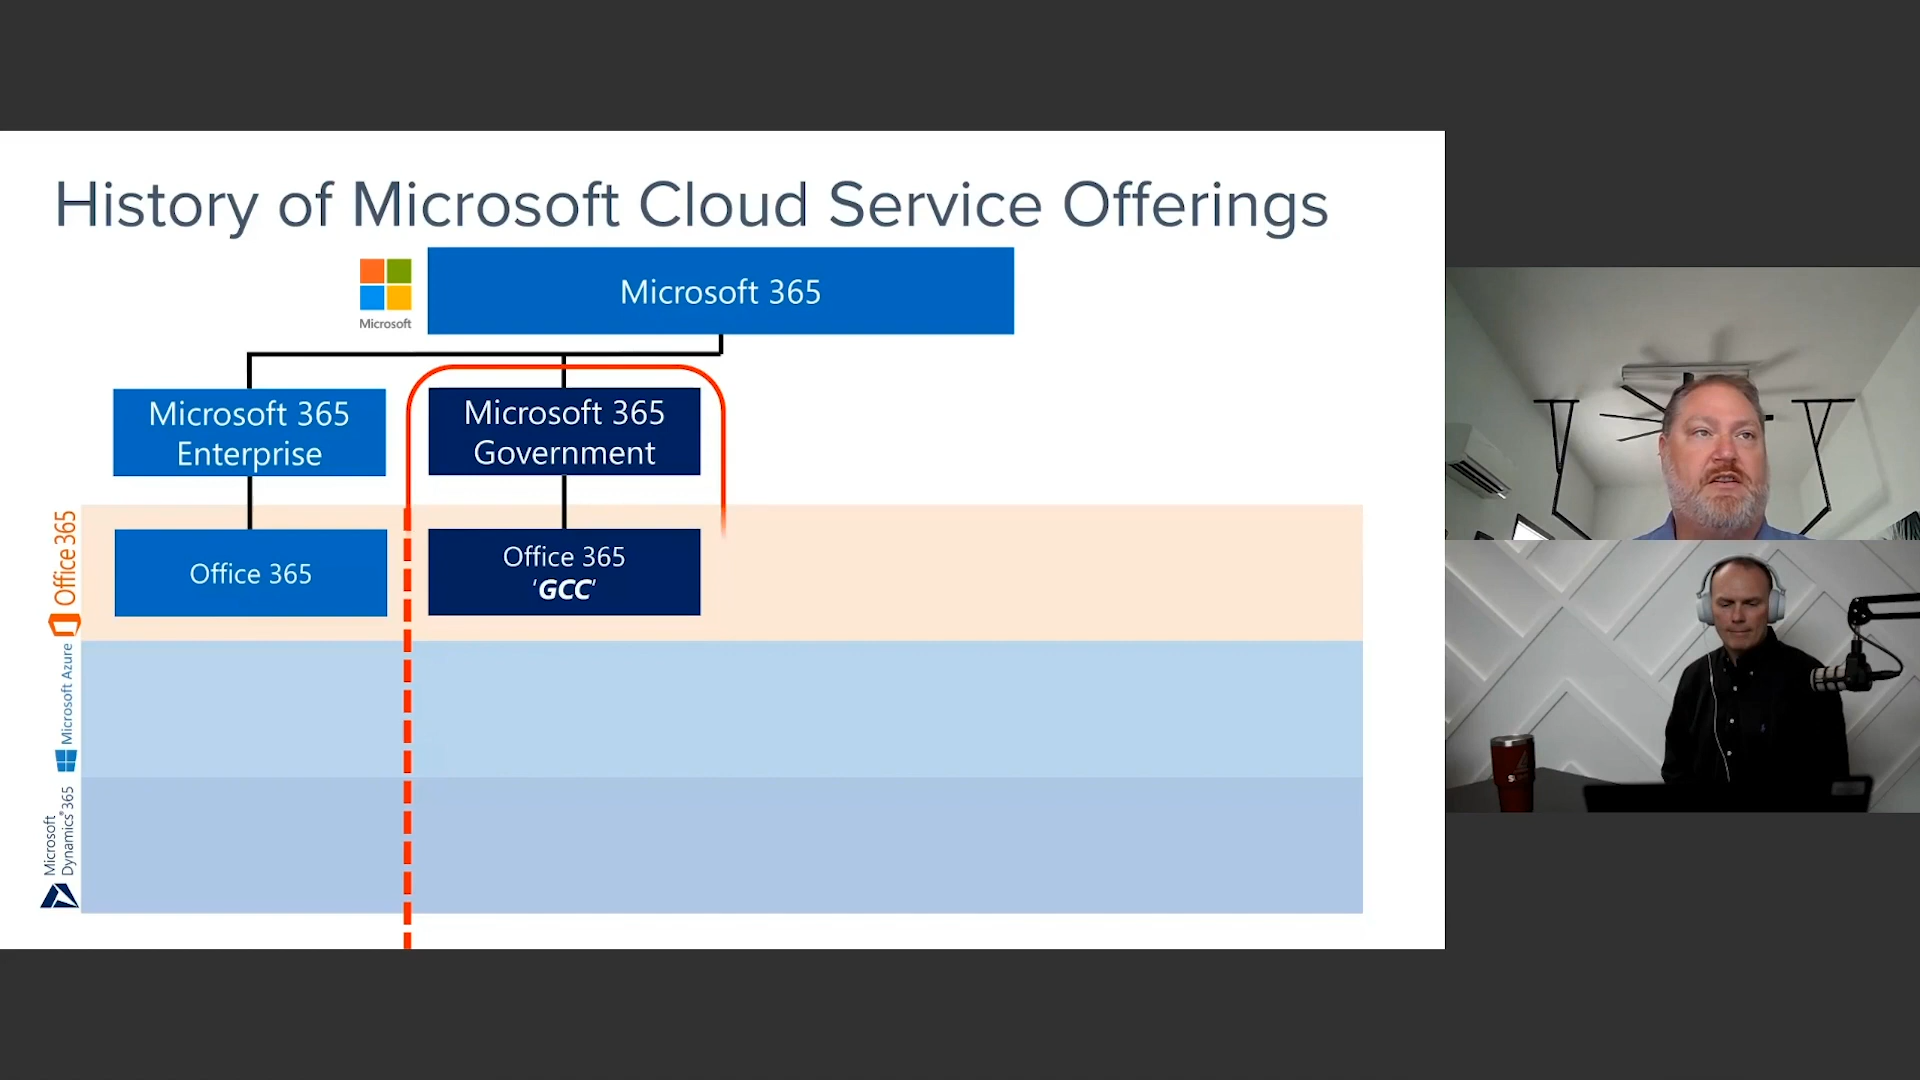 History of Microsoft Cloud Service Offerings
Microsoft
Microsoft 365
Microsoft 365
Enterprise
Microsoft 365
Government
Office 365
Office 365
Office 365
'GCC'
Microsoft Azure
Microsoft
Dynamics® 365